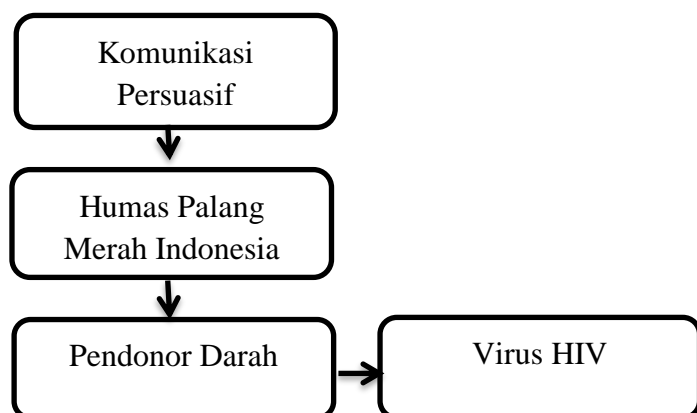 Komunikasi
Persuasif
Humas Palang
Merah Indonesia
Pendonor Darah
Virus HIV